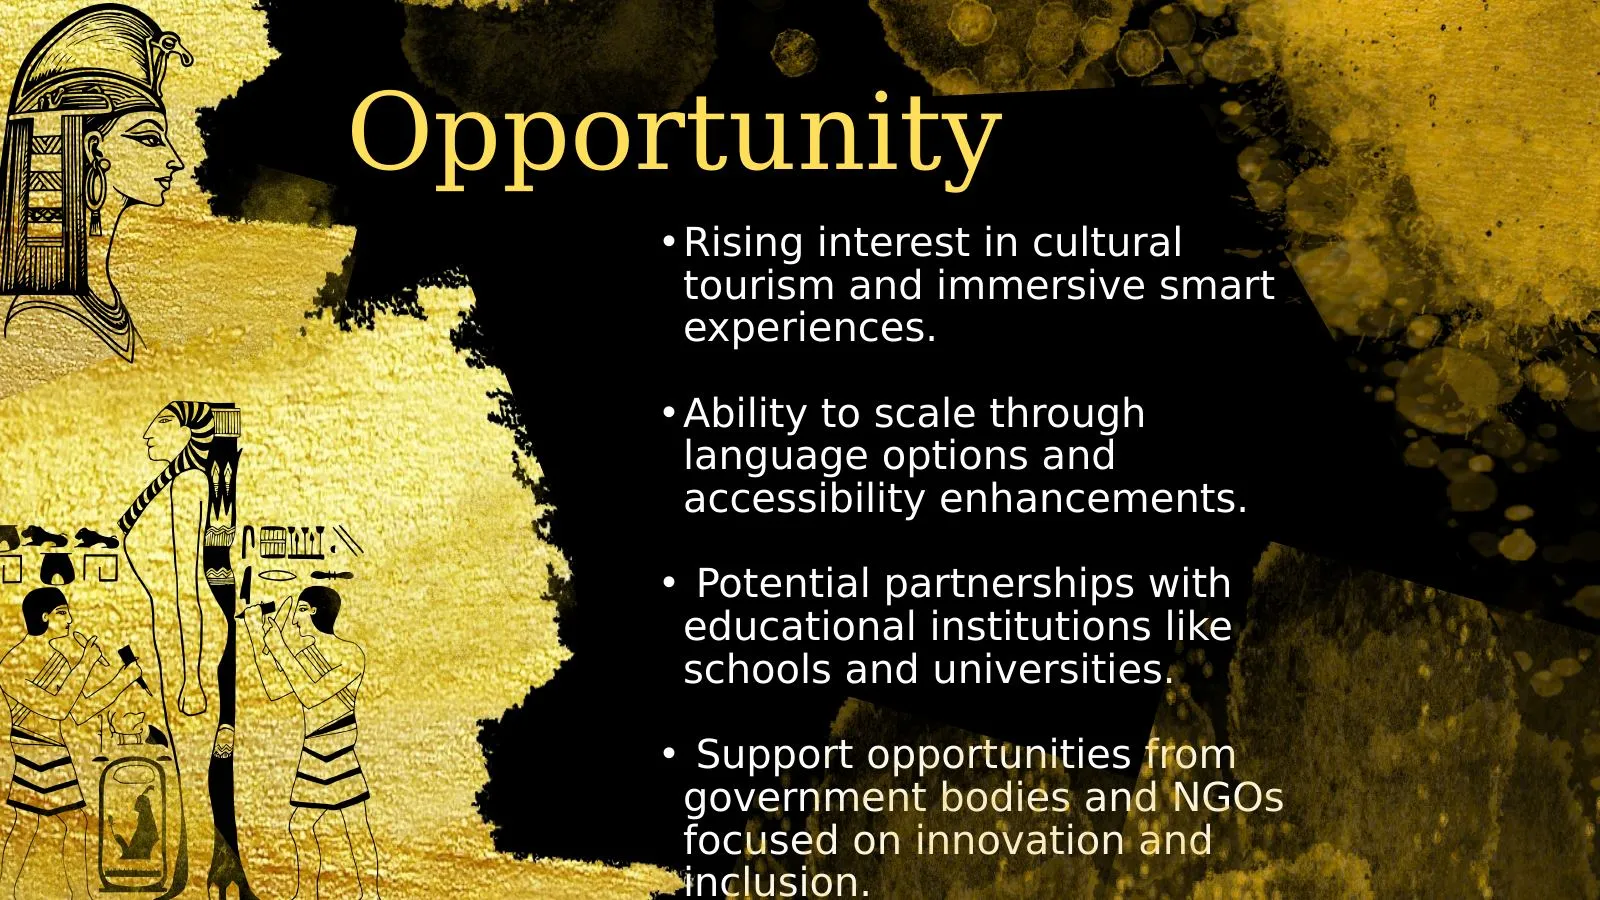 Opportunity
•Rising interest in cultural
tourism and immersive smart
experiences.
•Ability to scale through
language options and
accessibility enhancements.
• Potential partnerships with
educational institutions like
schools and universities.
• Support opportunities from
government bodies and NGOs
focused on innovation and
inclusion.